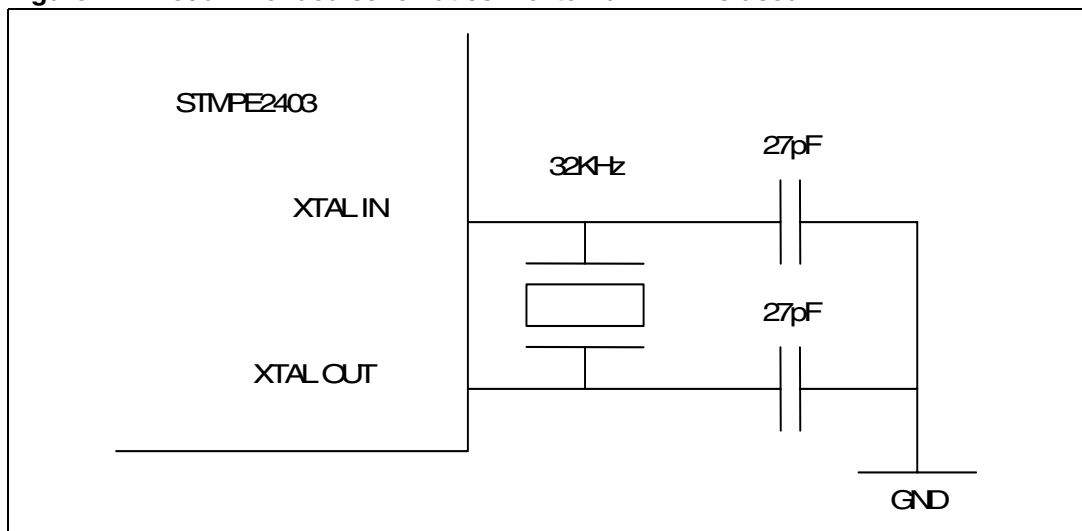 STMPE2403
27pF
32KHz
XTAL IN
27pF
XTAL OUT
GND